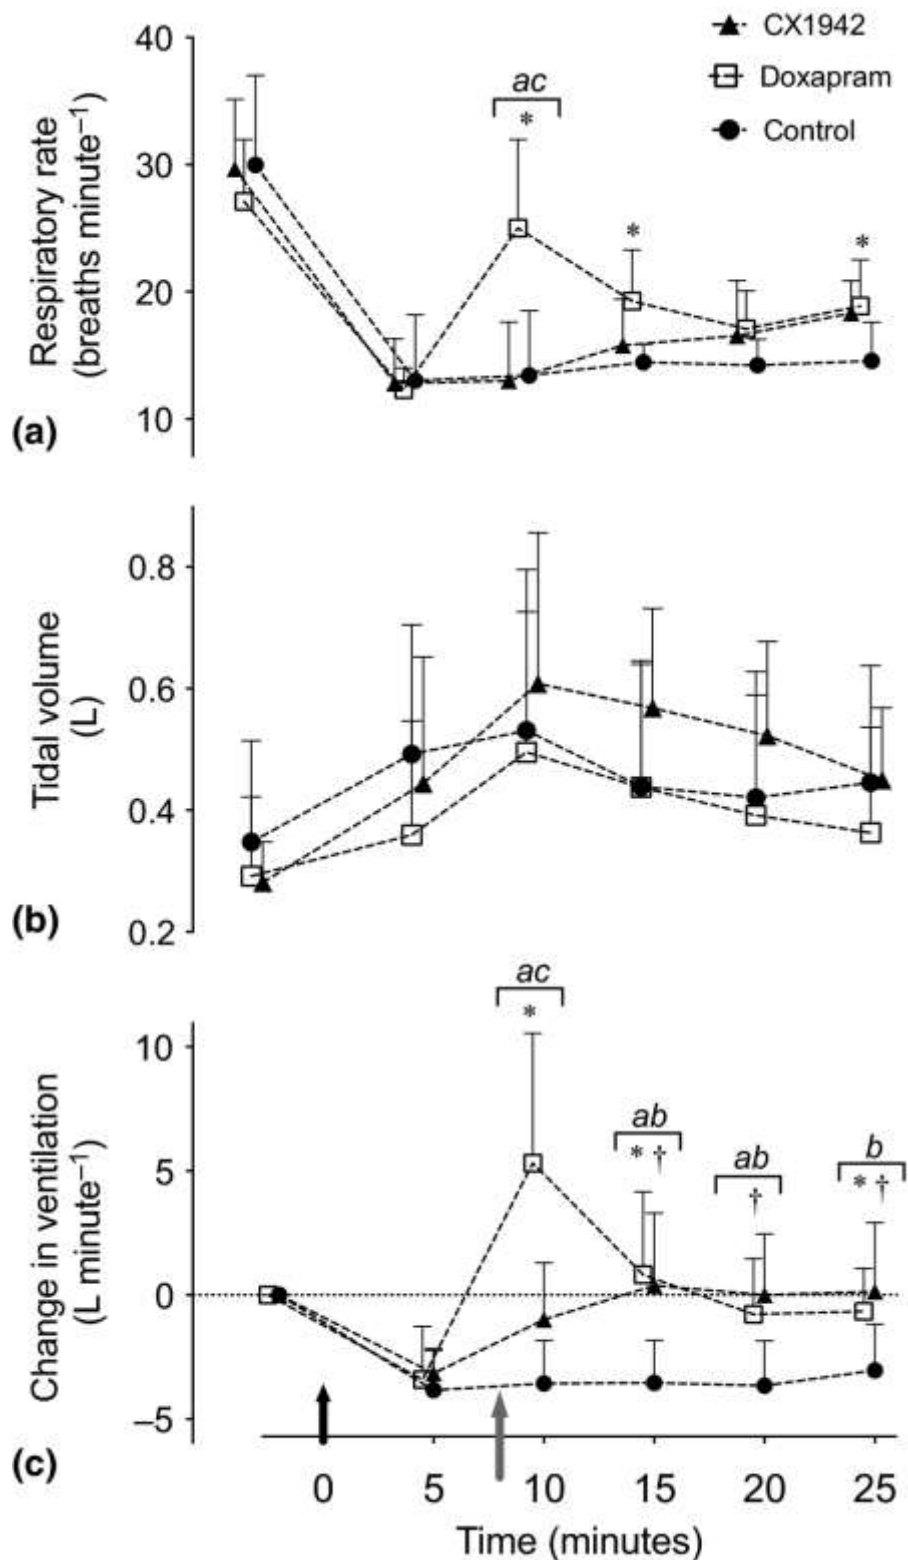 CX1942
Doxapram
Control
40
30
20
10
Respiratory rate
(breaths minute⁻¹)
ac
*
*
*
(a)
0.8
0.6
0.4
0.2
Tidal volume
(L)
(b)
10
5
0
–5
Change in ventilation
(L minute⁻¹)
ac
*
ab
* †
ab
†
b
* †
(c)
0 5 10 15 20 25
Time (minutes)